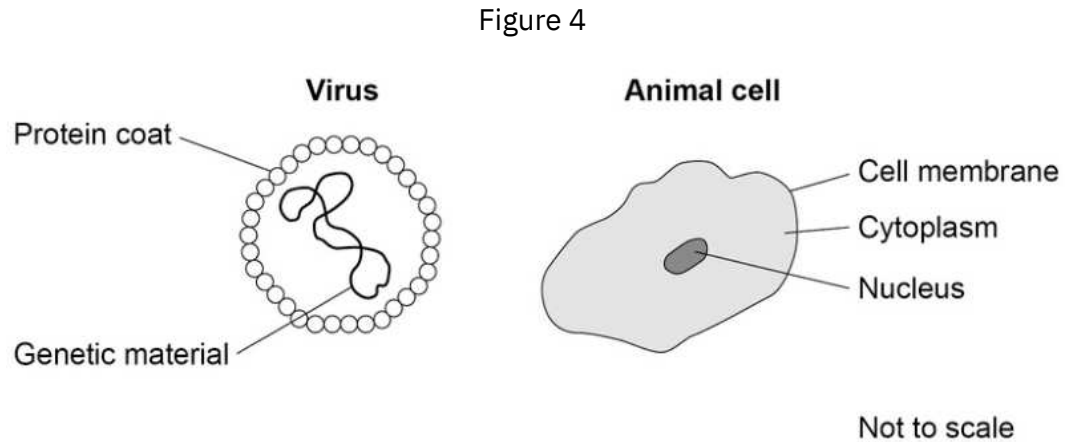 Figure 4
Virus
Animal cell
Protein coat
Genetic material
Cell membrane
Cytoplasm
Nucleus
Not to scale